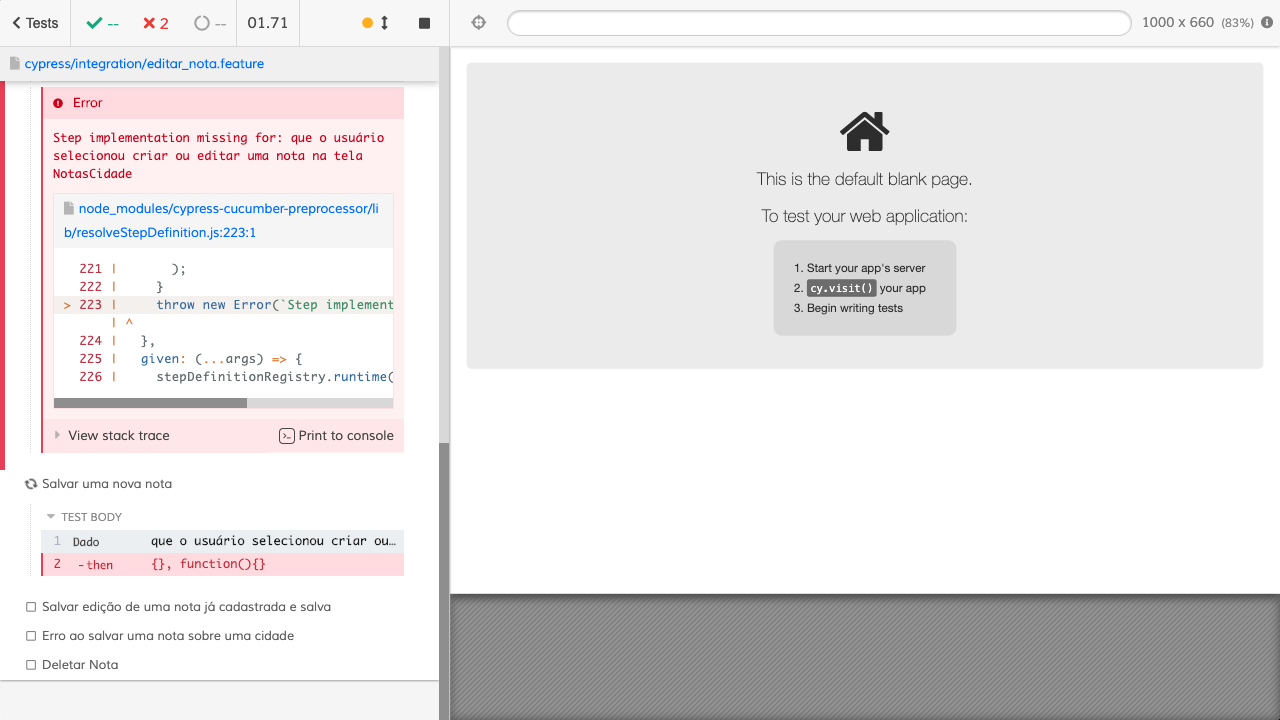 Tests
--
2
--
01.71
1000 x 660 (83%)
cypress/integration/editar_nota.feature
Error
Step implementation missing for: que o usuário
selecionou criar ou editar uma nota na tela
NotasCidade
node_modules/cypress-cucumber-preprocessor/li
b/resolveStepDefinition.js:223:1
221 | );
222 | }
> 223 | throw new Error(`Step implement
| ^
224 | },
225 | given: (...args) => {
226 | stepDefinitionRegistry.runtime(
View stack trace
Print to console
Salvar uma nova nota
TEST BODY
1 Dado que o usuário selecionou criar ou…
2 -then {}, function(){}
Salvar edição de uma nota já cadastrada e salva
Erro ao salvar uma nota sobre uma cidade
Deletar Nota
This is the default blank page.
To test your web application:
1. Start your app's server
2. cy.visit() your app
3. Begin writing tests